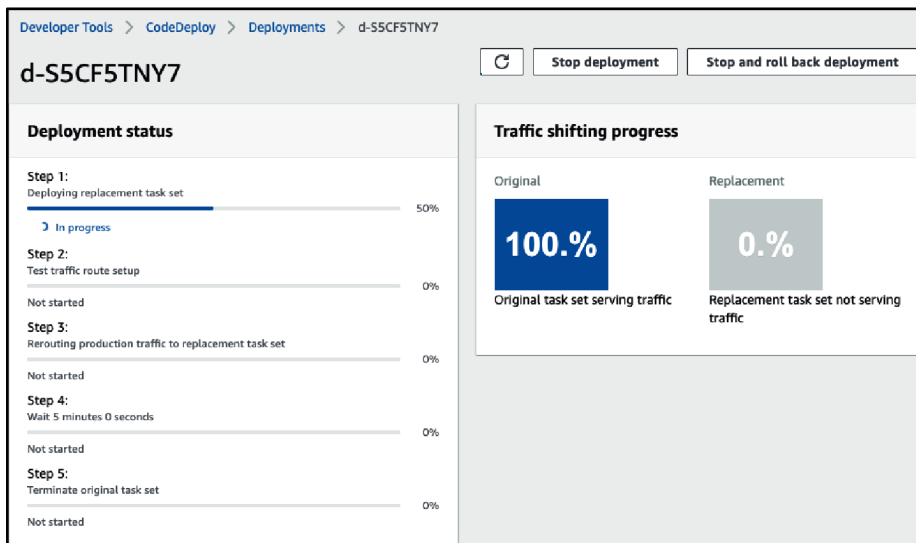 Developer Tools > CodeDeploy > Deployments > d-S5CF5TNY7
d-S5CF5TNY7
Stop deployment
Stop and roll back deployment
Deployment status
Step 1:
Deploying replacement task set
50%
In progress
Step 2:
Test traffic route setup
0%
Not started
Step 3:
Rerouting production traffic to replacement task set
0%
Not started
Step 4:
Wait 5 minutes 0 seconds
0%
Not started
Step 5:
Terminate original task set
0%
Not started
Traffic shifting progress
Original
Replacement
100.%
0.%
Original task set serving traffic
Replacement task set not serving
traffic